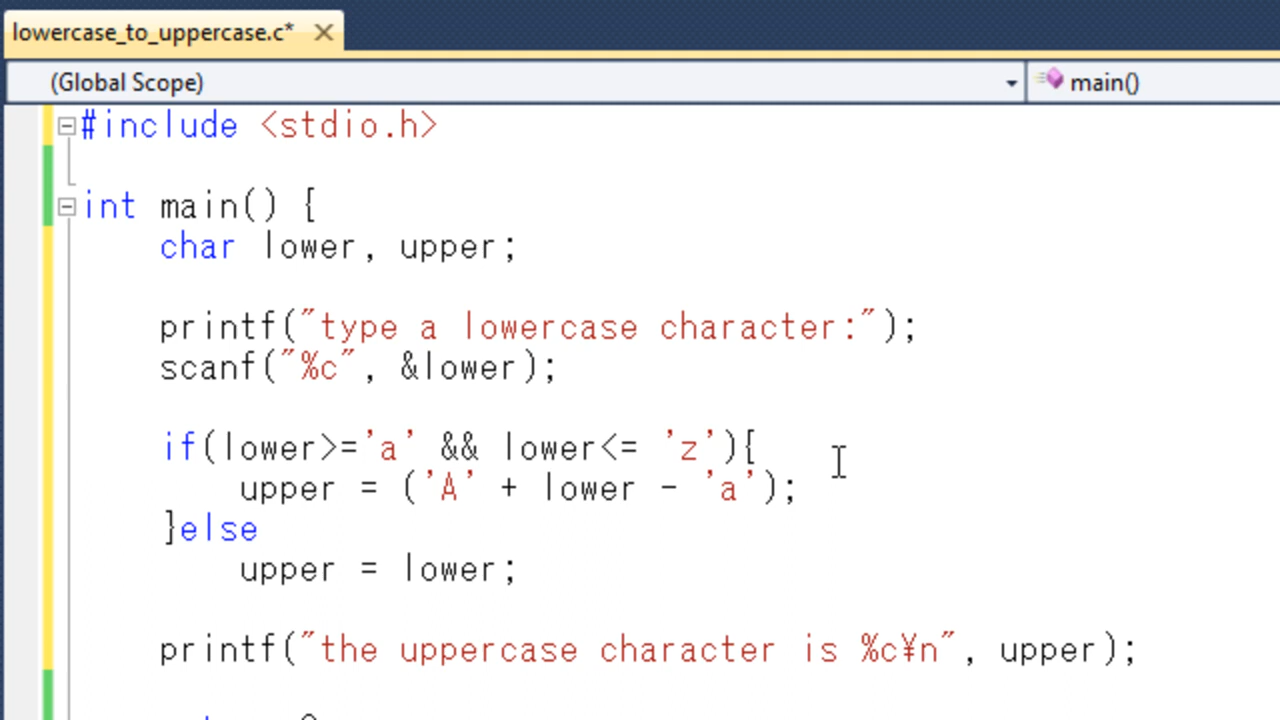 lowercase_to_uppercase.c*
(Global Scope)
main()
#include <stdio.h>
int main() {
char lower, upper;
printf("type a lowercase character:");
scanf("%c", &lower);
if(lower>='a' && lower<= 'z'){
upper = ('A' + lower - 'a');
}else
upper = lower;
printf("the uppercase character is %c¥n", upper);